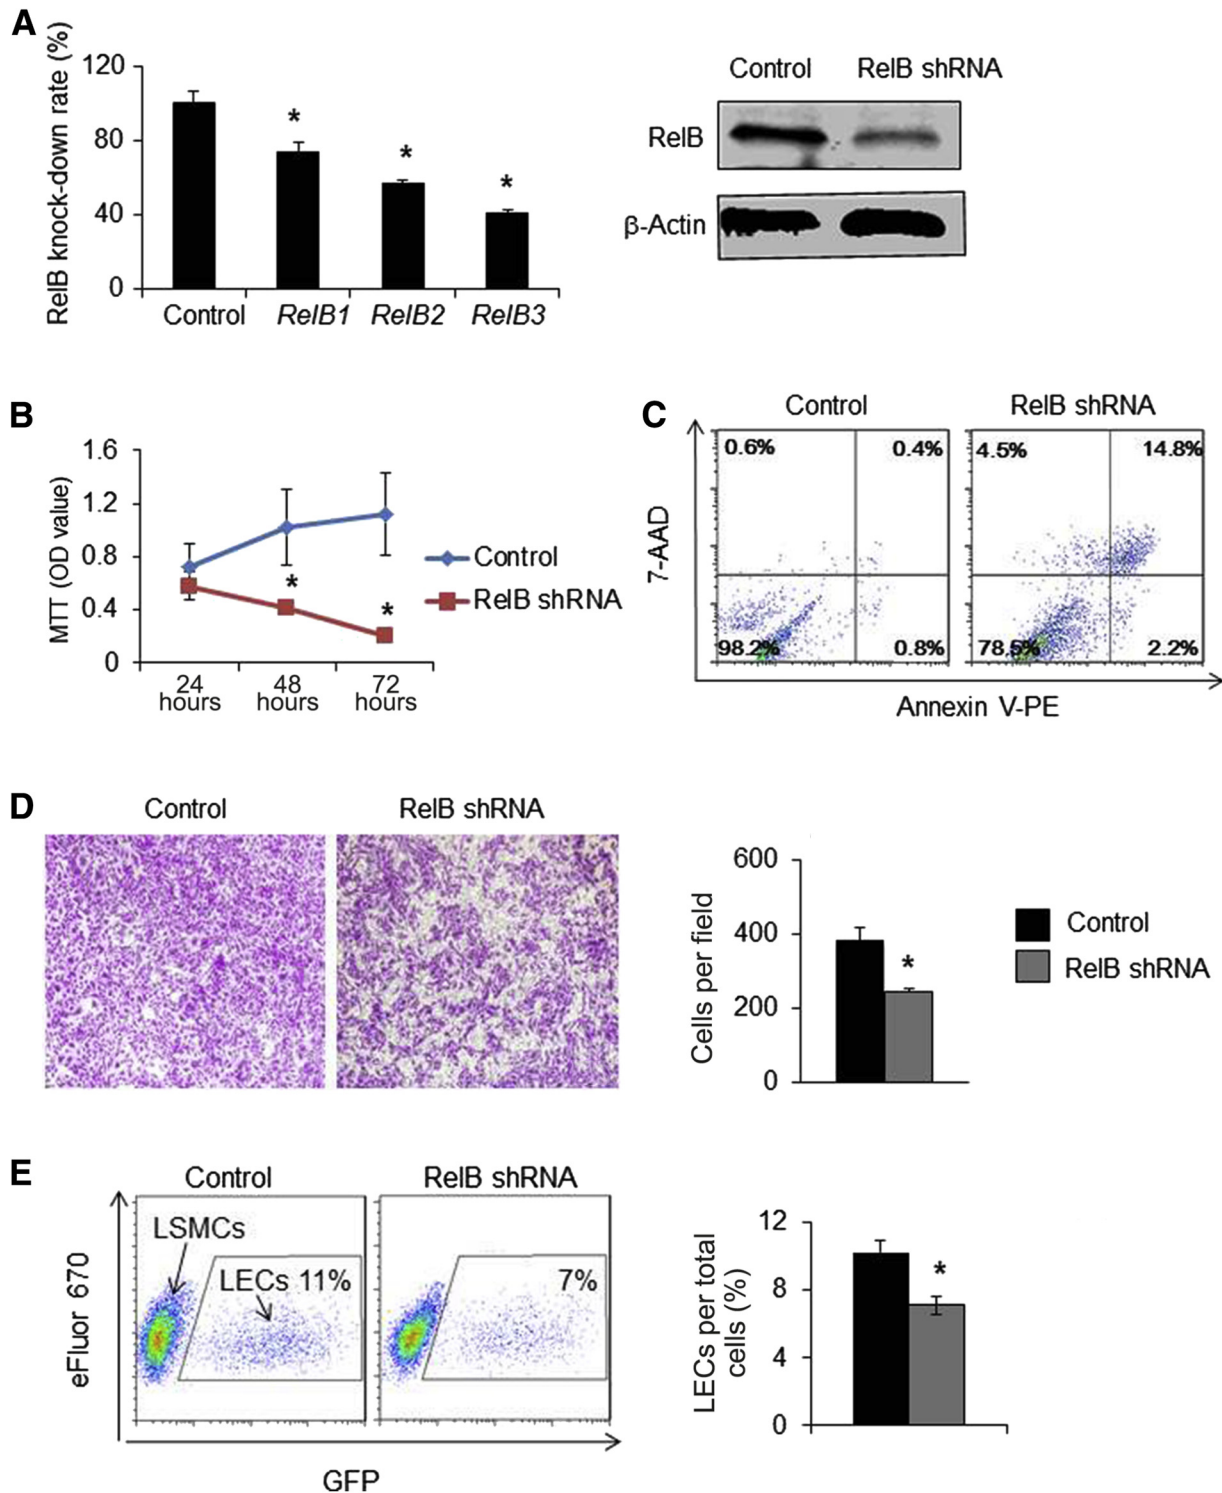 A
RelB knock-down rate (%)
120
80
40
0
*
*
*
Control
RelB1
RelB2
RelB3
Control
RelB shRNA
RelB
β-Actin
B
MTT (OD value)
1.6
1.2
0.8
0.4
0
*
*
24 hours
48 hours
72 hours
Control
RelB shRNA
C
Control
RelB shRNA
7-AAD
0.6%
0.4%
98.2%
0.8%
4.5%
14.8%
78.5%
2.2%
Annexin V-PE
D
Control
RelB shRNA
Cells per field
600
400
200
0
*
Control
RelB shRNA
E
Control
RelB shRNA
eFluor 670
LSMCs
LECs 11%
7%
GFP
LECs per total
cells (%)
12
8
4
0
*